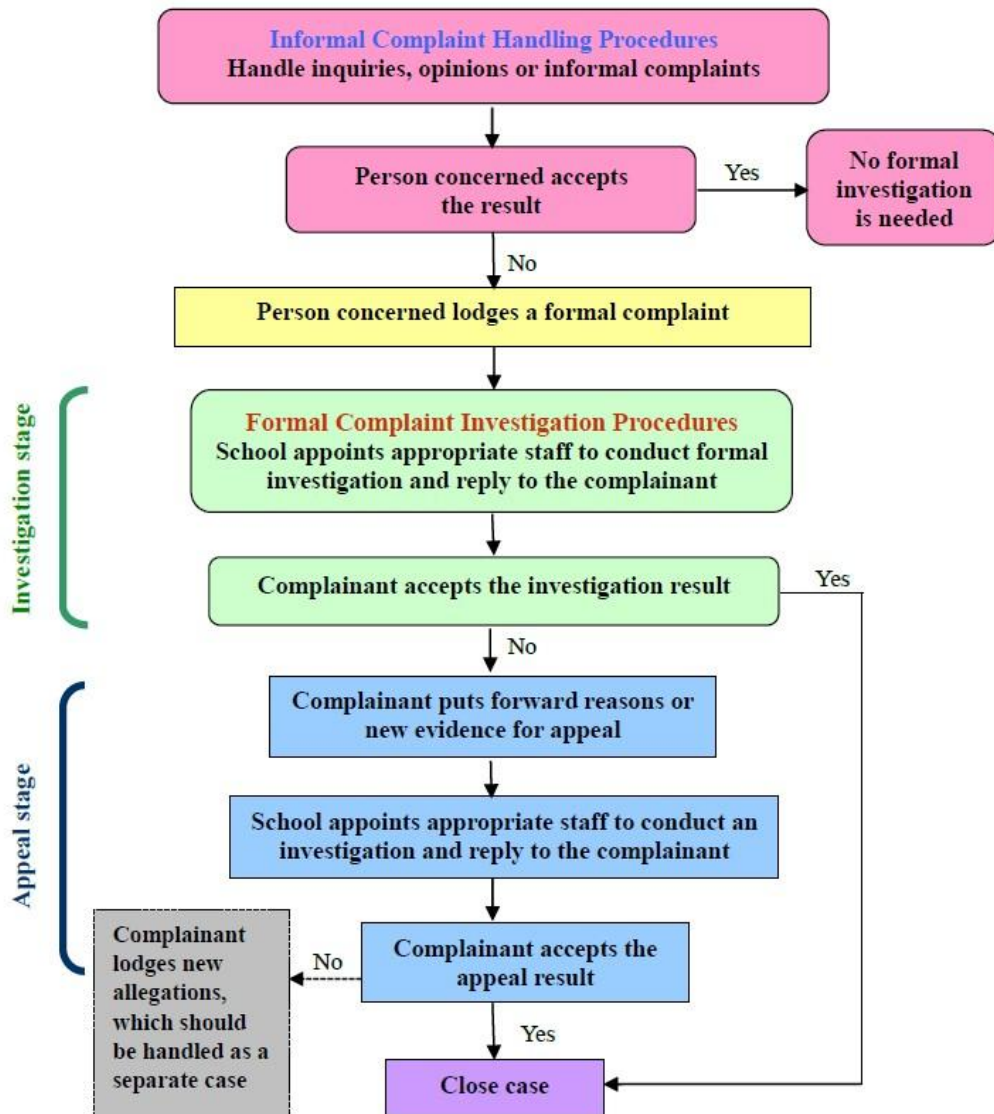 Informal Complaint Handling Procedures
Handle inquiries, opinions or informal complaints
Person concerned accepts
the result
Yes
No formal
investigation
is needed
No
Person concerned lodges a formal complaint
Investigation stage
Formal Complaint Investigation Procedures
School appoints appropriate staff to conduct formal
investigation and reply to the complainant
Complainant accepts the investigation result
Yes
No
Appeal stage
Complainant puts forward reasons or
new evidence for appeal
School appoints appropriate staff to conduct an
investigation and reply to the complainant
Complainant accepts the
appeal result
No
Complainant
lodges new
allegations,
which should
be handled as a
separate case
Yes
Close case